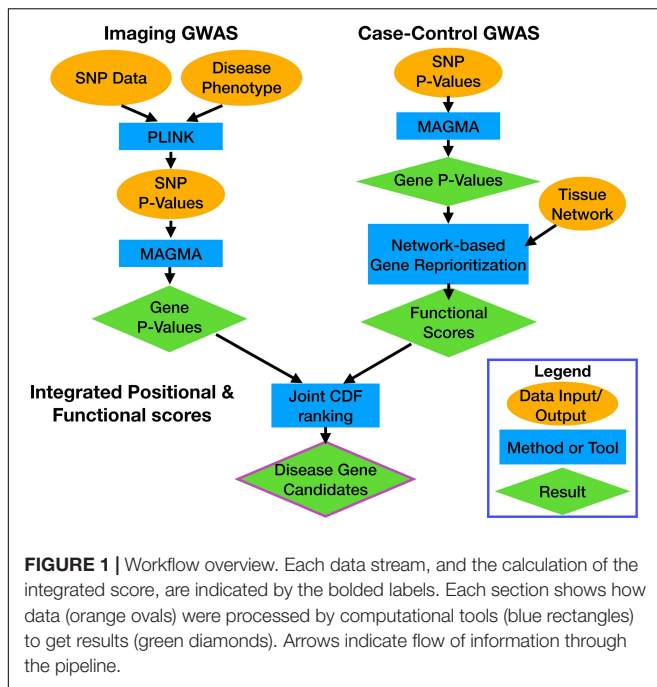 Imaging GWAS
Case-Control GWAS
SNP Data
Disease
Phenotype
PLINK
SNP
P-Values
MAGMA
Gene
P-Values
SNP
P-Values
MAGMA
Gene P-Values
Tissue
Network
Network-based
Gene Reprioritization
Functional
Scores
Integrated Positional &
Functional scores
Joint CDF
ranking
Disease Gene
Candidates
Legend
Data Input/
Output
Method or Tool
Result
FIGURE 1 | Workflow overview. Each data stream, and the calculation of the
integrated score, are indicated by the bolded labels. Each section shows how
data (orange ovals) were processed by computational tools (blue rectangles)
to get results (green diamonds). Arrows indicate flow of information through
the pipeline.